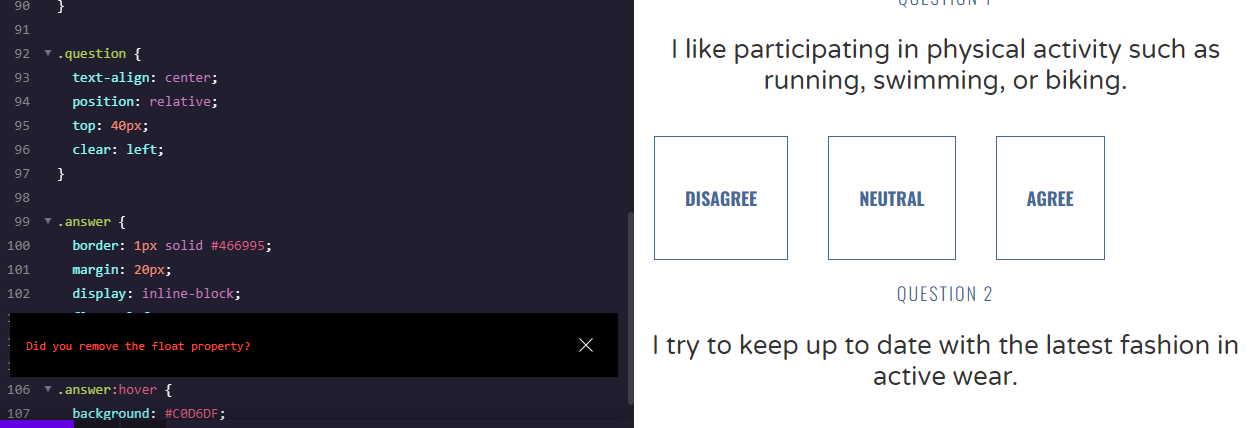 90 }
91
92 .question {
93 text-align: center;
94 position: relative;
95 top: 40px;
96 clear: left;
97 }
98
99 .answer {
100 border: 1px solid #466995;
101 margin: 20px;
102 display: inline-block;
Did you remove the float property?
106 .answer:hover {
107 background: #C0D6DF;
QUESTION 1
I like participating in physical activity such as
running, swimming, or biking.
DISAGREE NEUTRAL AGREE
QUESTION 2
I try to keep up to date with the latest fashion in
active wear.